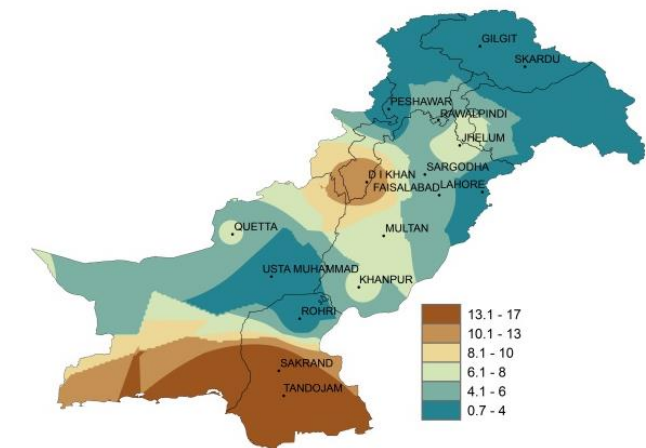 GILGIT
SKARDU
PESHAWAR
RAWALPINDI
JHELUM
SARGODHA
D I KHAN
FAISALABAD
LAHORE
QUETTA
MULTAN
USTA MUHAMMAD
KHANPUR
ROHRI
SAKRAND
TANDOJAM
13.1 - 17
10.1 - 13
8.1 - 10
6.1 - 8
4.1 - 6
0.7 - 4